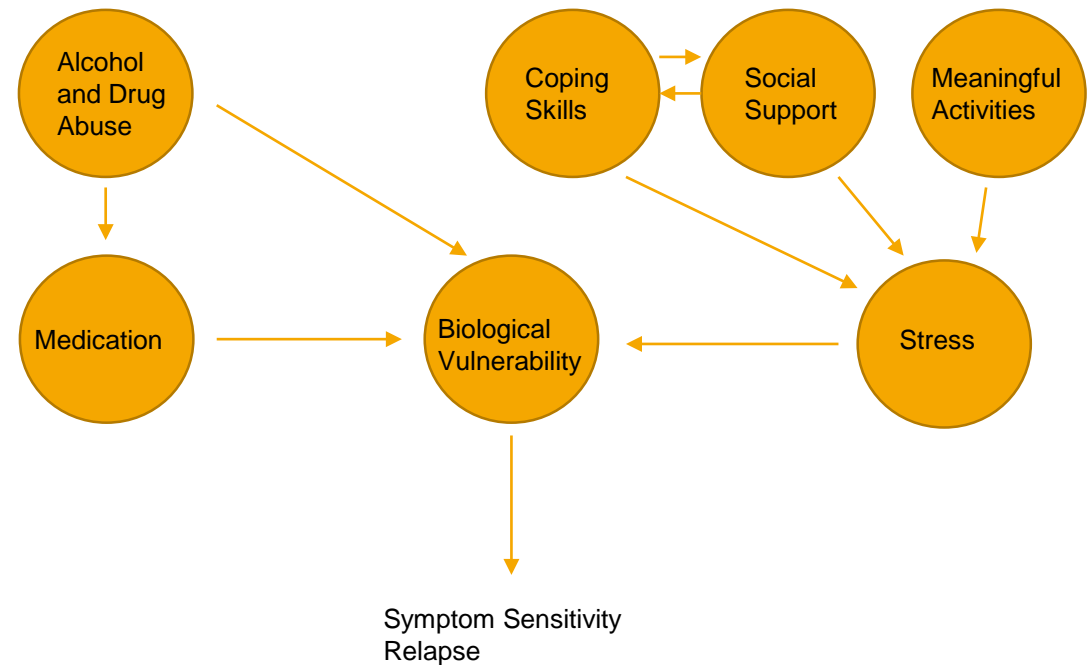 Alcohol
and Drug
Abuse
Coping
Skills
Social
Support
Meaningful
Activities
Medication
Biological
Vulnerability
Stress
Symptom Sensitivity
Relapse